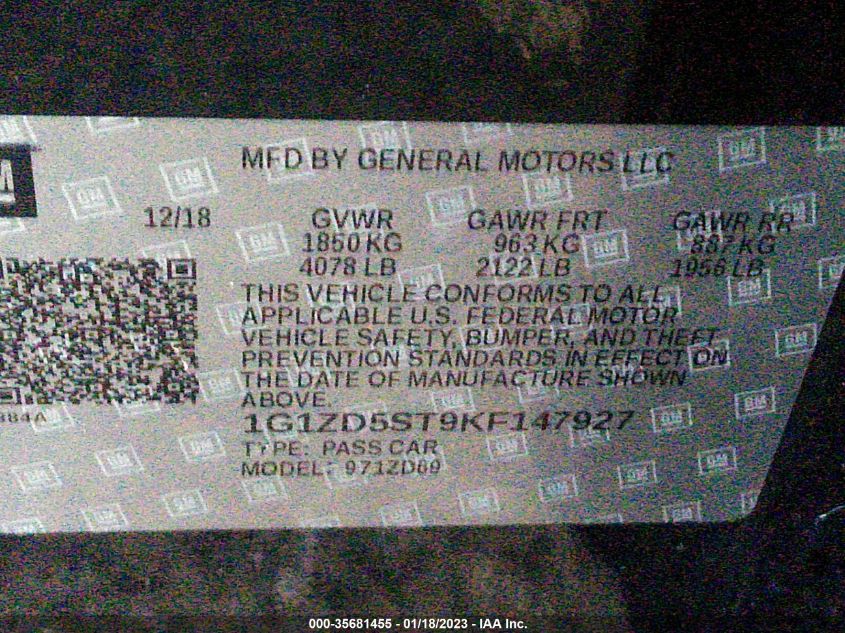 MFD BY GENERAL MOTORS LLC
12/18 GVWR GAWR FRT GAWR RR
1850 KG 963 KG 887 KG
4078 LB 2122 LB 1956 LB
THIS VEHICLE CONFORMS TO ALL
APPLICABLE U.S. FEDERAL MOTOR
VEHICLE SAFETY, BUMPER, AND THEFT
PREVENTION STANDARDS IN EFFECT ON
THE DATE OF MANUFACTURE SHOWN
ABOVE.
1G1ZD5ST9KF147927
TYPE: PASS CAR
MODEL: 971ZD69
000-35681455 - 01/18/2023 - IAA Inc.